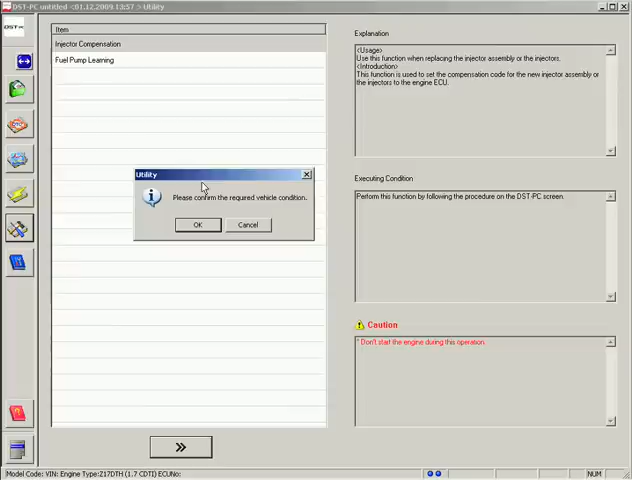 DST-PC untitled <01.12.2009 13:57 > Utility
DST-PC
Item
Injector Compensation
Fuel Pump Learning
Utility
Please confirm the required vehicle condition.
OK
Cancel
Explanation
<Usage>
Use this function when replacing the injector assembly or the injectors.
<Introduction>
This function is used to set the compensation code for the new injector assembly or
the injectors to the engine ECU.
Executing Condition
Perform this function by following the procedure on the DST-PC screen.
Caution
* Don't start the engine during this operation.
Model Code: VIN: Engine Type:Z17DTH (1.7 CDTI) ECUNo:
NUM